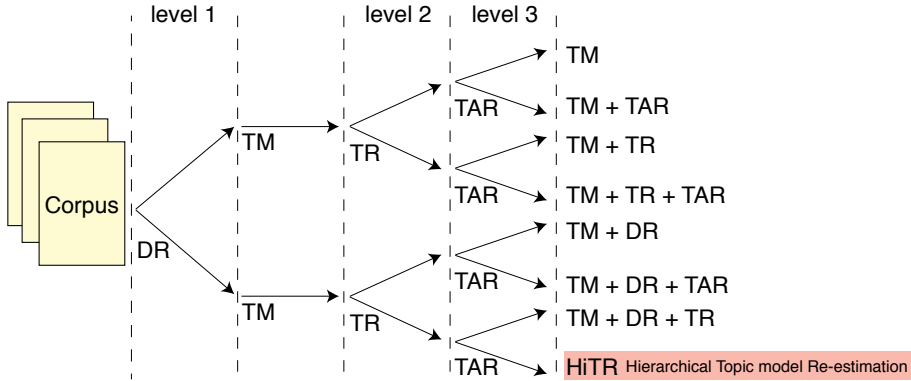 level 1
level 2
level 3
Corpus
DR
TM
TR
TAR
TM
TM + TAR
TAR
TM + TR
TM + TR + TAR
TM
TR
TAR
TM + DR
TM + DR + TAR
TAR
TM + DR + TR
HiTR Hierarchical Topic model Re-estimation